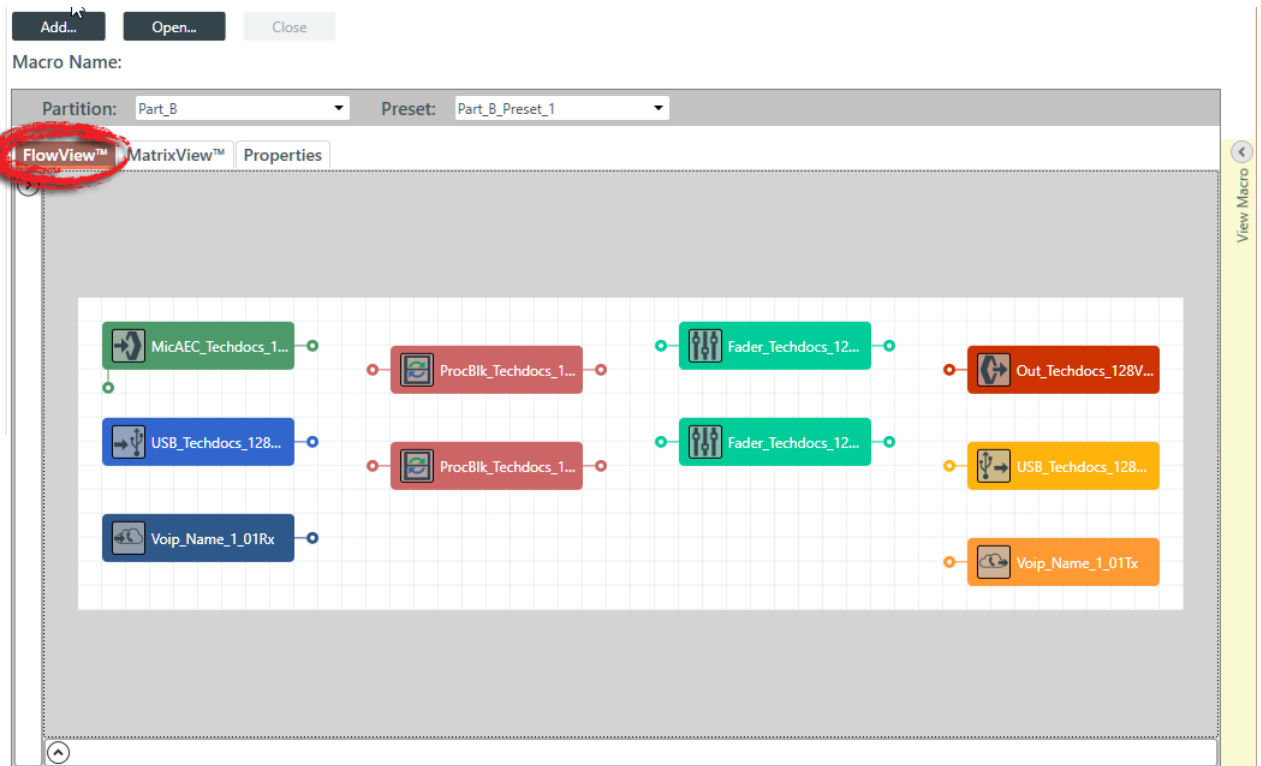 Add... Open... Close
Macro Name:
Partition: Part_B Preset: Part_B_Preset_1
FlowView™ MatrixView™ Properties
View Macro
MicAEC_Techdocs_1...
Fader_Techdocs_12...
ProcBlk_Techdocs_1...
Out_Techdocs_128V...
USB_Techdocs_128...
Fader_Techdocs_12...
ProcBlk_Techdocs_1...
USB_Techdocs_128...
Voip_Name_1_01Rx
Voip_Name_1_01Tx